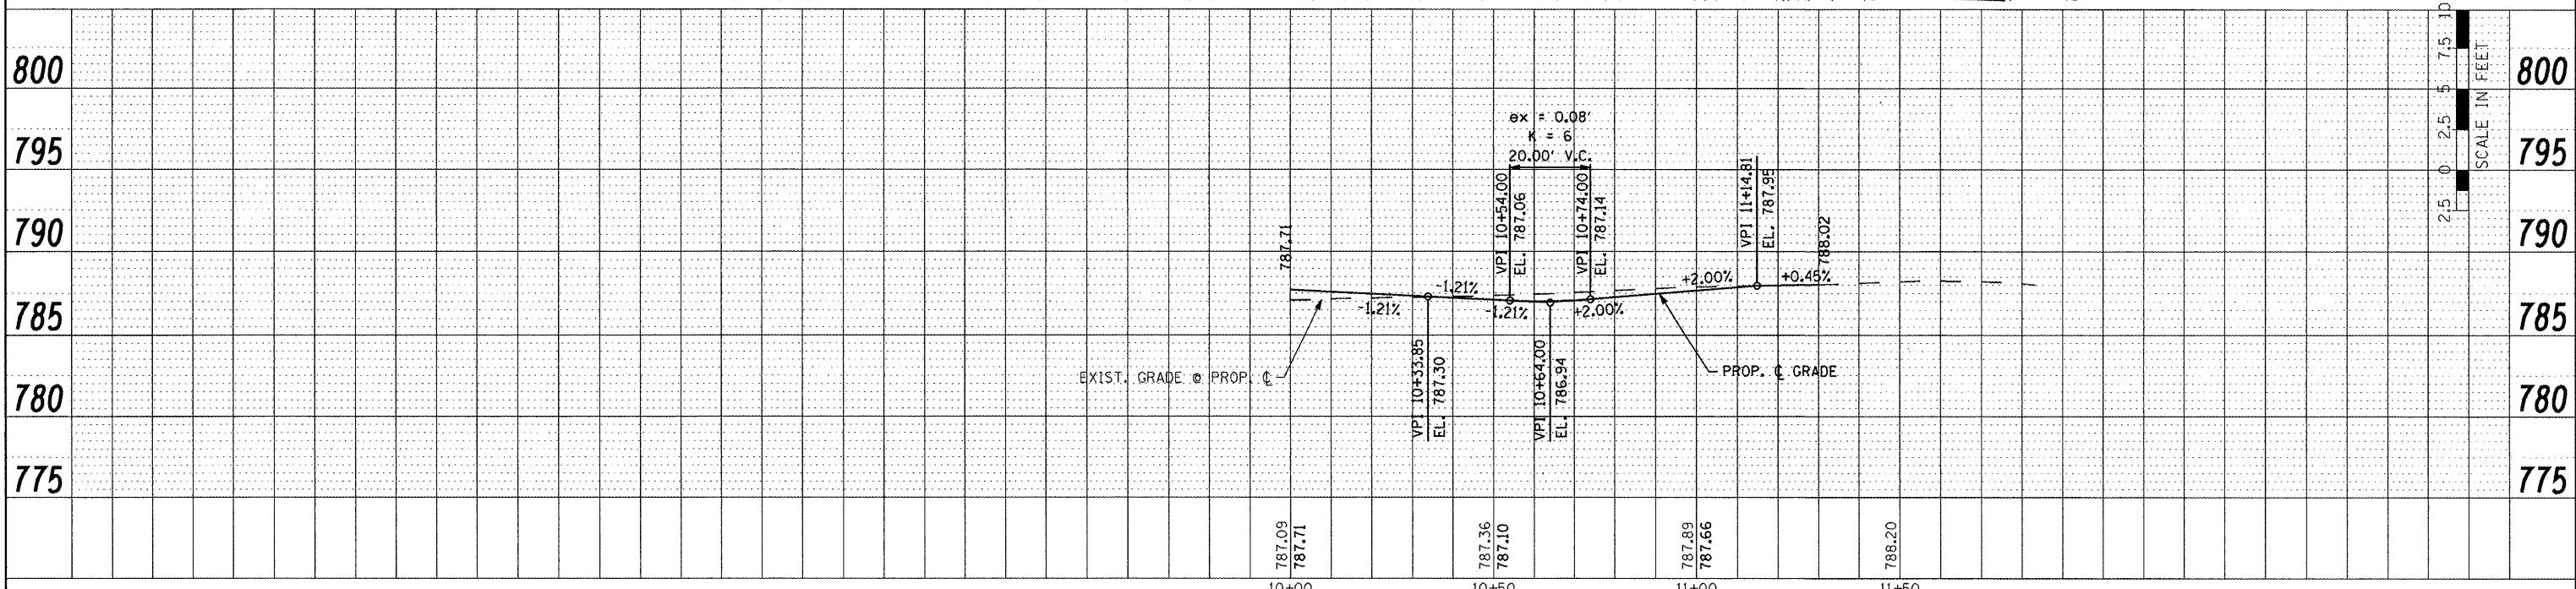 800
795
790
785
780
775
ex = 0.08'
K = 6
20.00' V.C.
787.71
VPI 10+54.00
EL. 787.06
VPI 10+74.00
EL. 787.14
VPI 11+14.81
EL. 787.95
788.02
-1.21%
-1.21%
-1.21%
+2.00%
+2.00%
+0.45%
EXIST. GRADE @ PROP. ℄
VPI 10+33.85
EL. 787.30
VPI 10+64.00
EL. 786.94
PROP. ℄ GRADE
787.09
787.71
787.36
787.10
787.89
787.66
788.20
10+00
10+50
11+00
11+50
2.5 0 2.5 5 7.5 10
SCALE IN FEET
800
795
790
785
780
775